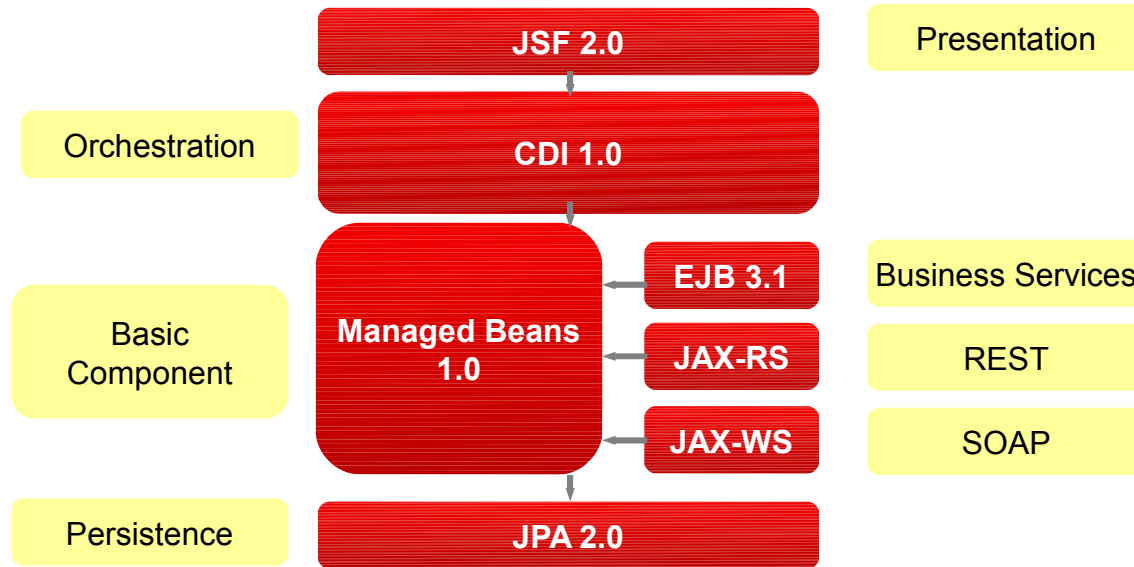 JSF 2.0
Presentation
Orchestration
CDI 1.0
Basic
Component
Managed Beans
1.0
EJB 3.1
Business Services
JAX-RS
REST
JAX-WS
SOAP
Persistence
JPA 2.0